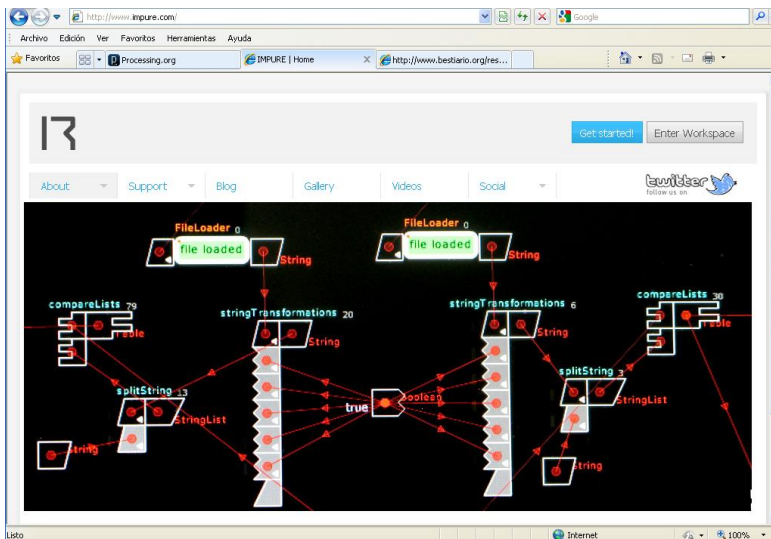 http://www.impure.com/
Google
Archivo Edición Ver Favoritos Herramientas Ayuda
Favoritos
Processing.org
IMPURE | Home
http://www.bestiario.org/res...
Get started!
Enter Workspace
About
Support
Blog
Gallery
Videos
Social
twitter
follow us on
FileLoader 0
file loaded
String
FileLoader 0
file loaded
String
compareLists 79
Table
stringTransformations 20
String
stringTransformations 6
String
compareLists 30
Table
splitString 13
StringList
String
true
Boolean
splitString 3
StringList
String
Listo
Internet
100%